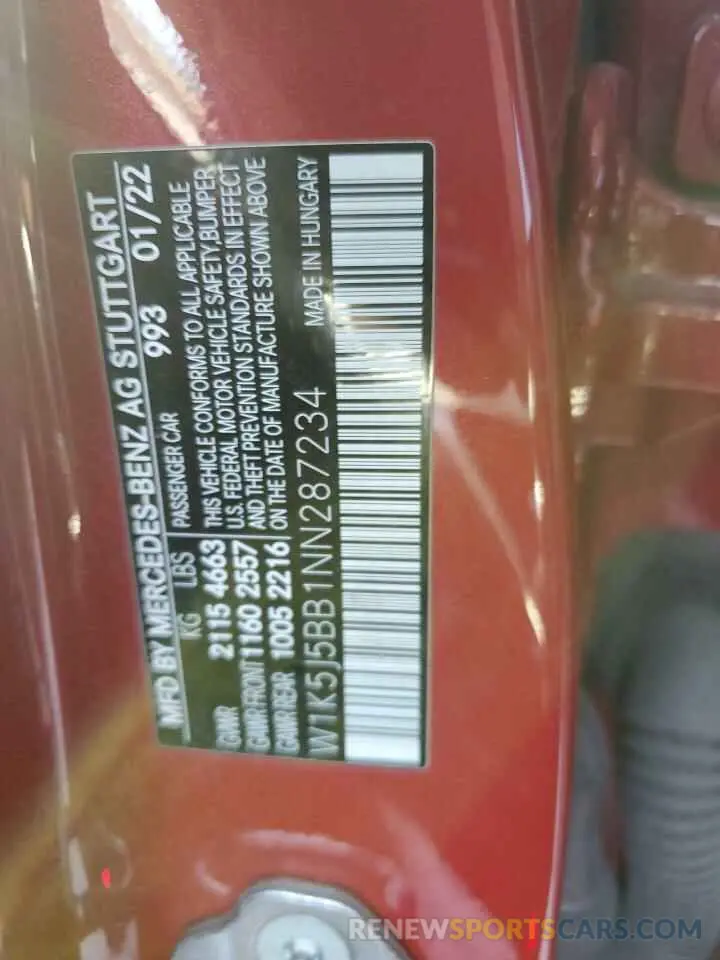 MFD BY MERCEDES-BENZ AG STUTTGART
993 01/22
KG LBS PASSENGER CAR
GVWR 2115 4663 THIS VEHICLE CONFORMS TO ALL APPLICABLE
GAWR-FRONT 1160 2557 U.S. FEDERAL MOTOR VEHICLE SAFETY,BUMPER,
GAWR-REAR 1005 2216 AND THEFT PREVENTION STANDARDS IN EFFECT
ON THE DATE OF MANUFACTURE SHOWN ABOVE
W1K5J5BB1NN287234 MADE IN HUNGARY
RENEWSPORTSCARS.COM